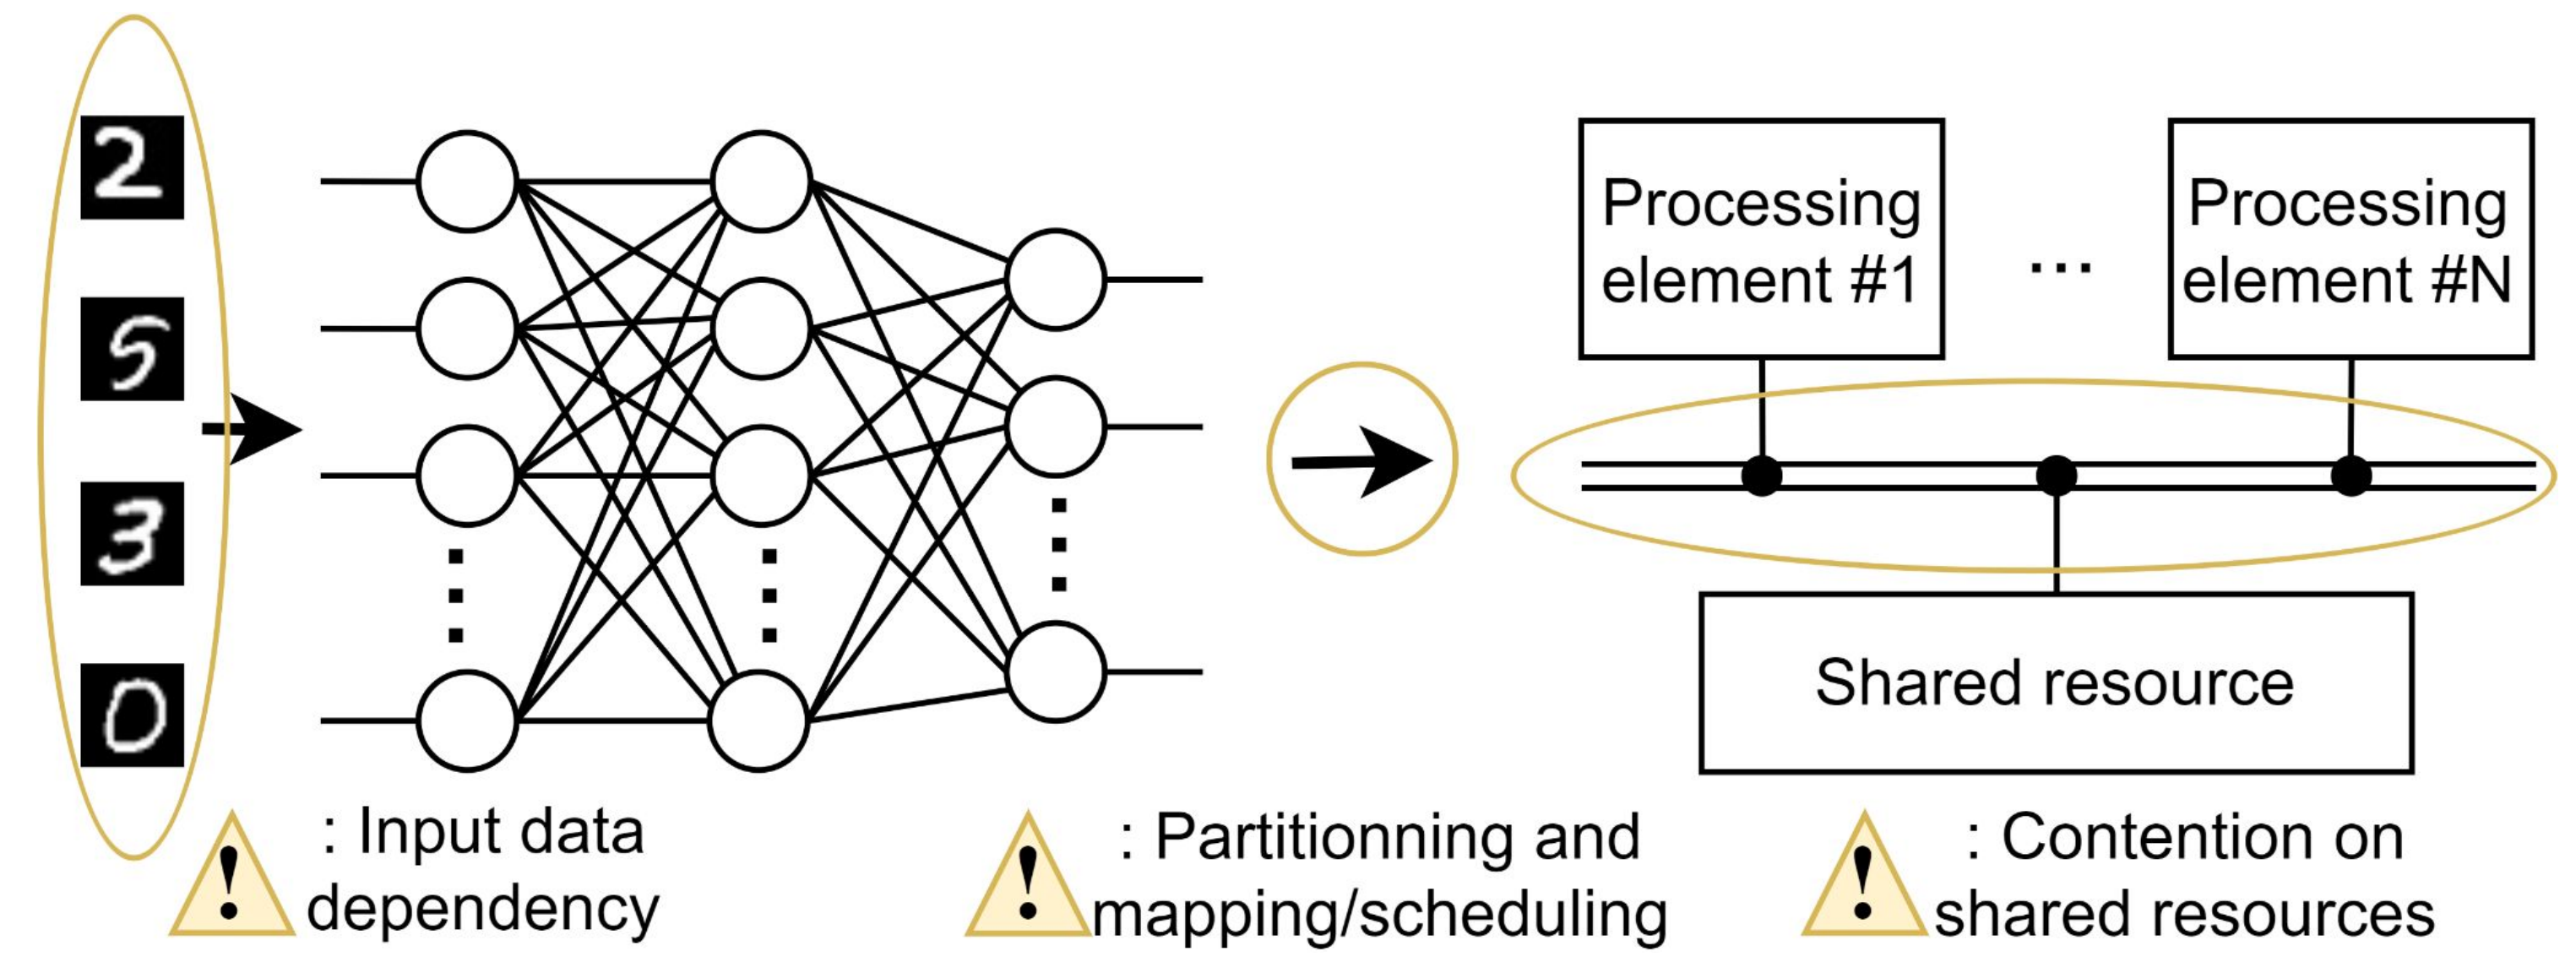 2
5
3
0
Processing
element #1
...
Processing
element #N
Shared resource
! : Input data
dependency
! : Partitionning and
mapping/scheduling
! : Contention on
shared resources